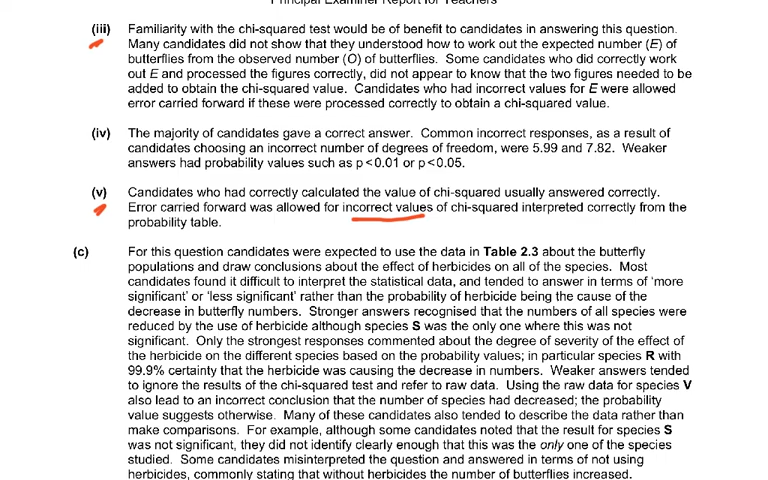 Principal Examiner Report for Teachers
(iii) Familiarity with the chi-squared test would be of benefit to candidates in answering this question.
Many candidates did not show that they understood how to work out the expected number (E) of
butterflies from the observed number (O) of butterflies. Some candidates who did correctly work
out E and processed the figures correctly, did not appear to know that the two figures needed to be
added to obtain the chi-squared value. Candidates who had incorrect values for E were allowed
error carried forward if these were processed correctly to obtain a chi-squared value.
(iv) The majority of candidates gave a correct answer. Common incorrect responses, as a result of
candidates choosing an incorrect number of degrees of freedom, were 5.99 and 7.82. Weaker
answers had probability values such as p<0.01 or p<0.05.
(v) Candidates who had correctly calculated the value of chi-squared usually answered correctly.
Error carried forward was allowed for incorrect values of chi-squared interpreted correctly from the
probability table.
(c) For this question candidates were expected to use the data in Table 2.3 about the butterfly
populations and draw conclusions about the effect of herbicides on all of the species. Most
candidates found it difficult to interpret the statistical data, and tended to answer in terms of ‘more
significant’ or ‘less significant’ rather than the probability of herbicide being the cause of the
decrease in butterfly numbers. Stronger answers recognised that the numbers of all species were
reduced by the use of herbicide although species S was the only one where this was not
significant. Only the strongest responses commented about the degree of severity of the effect of
the herbicide on the different species based on the probability values; in particular species R with
99.9% certainty that the herbicide was causing the decrease in numbers. Weaker answers tended
to ignore the results of the chi-squared test and refer to raw data. Using the raw data for species V
also lead to an incorrect conclusion that the number of species had decreased; the probability
value suggests otherwise. Many of these candidates also tended to describe the data rather than
make comparisons. For example, although some candidates noted that the result for species S
was not significant, they did not identify clearly enough that this was the only one of the species
studied. Some candidates misinterpreted the question and answered in terms of not using
herbicides, commonly stating that without herbicides the number of butterflies increased.